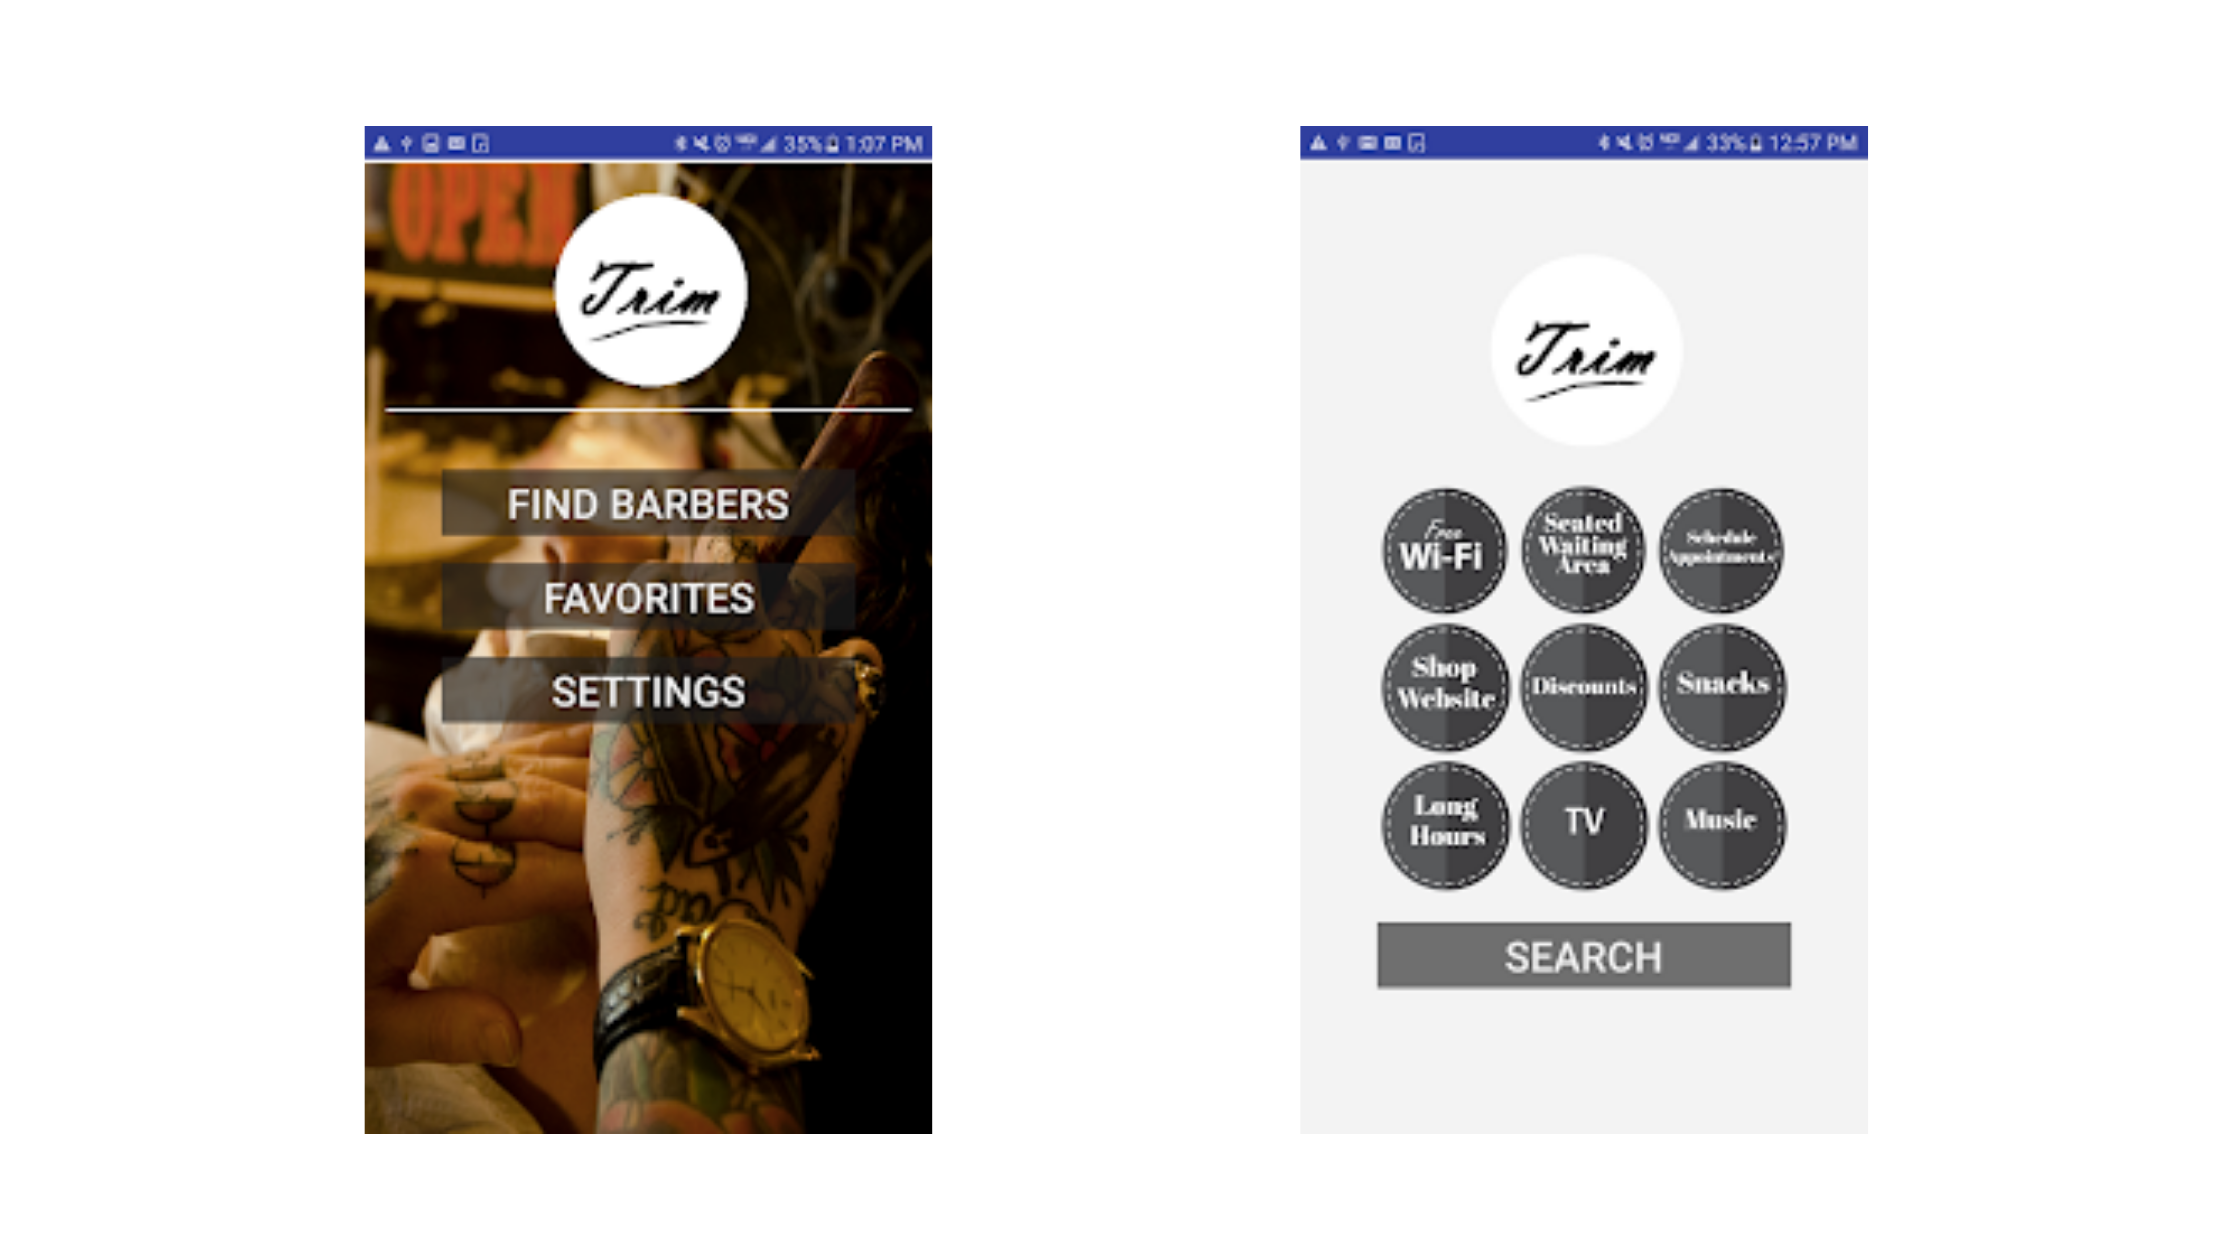 35% 1:07 PM
OPEN
Trim
FIND BARBERS
FAVORITES
SETTINGS
Dad
33% 12:57 PM
Trim
Free
Wi-Fi
Seated
Waiting
Area
Schedule
Appointments
Shop
Website
Discounts
Snacks
Long
Hours
TV
Music
SEARCH